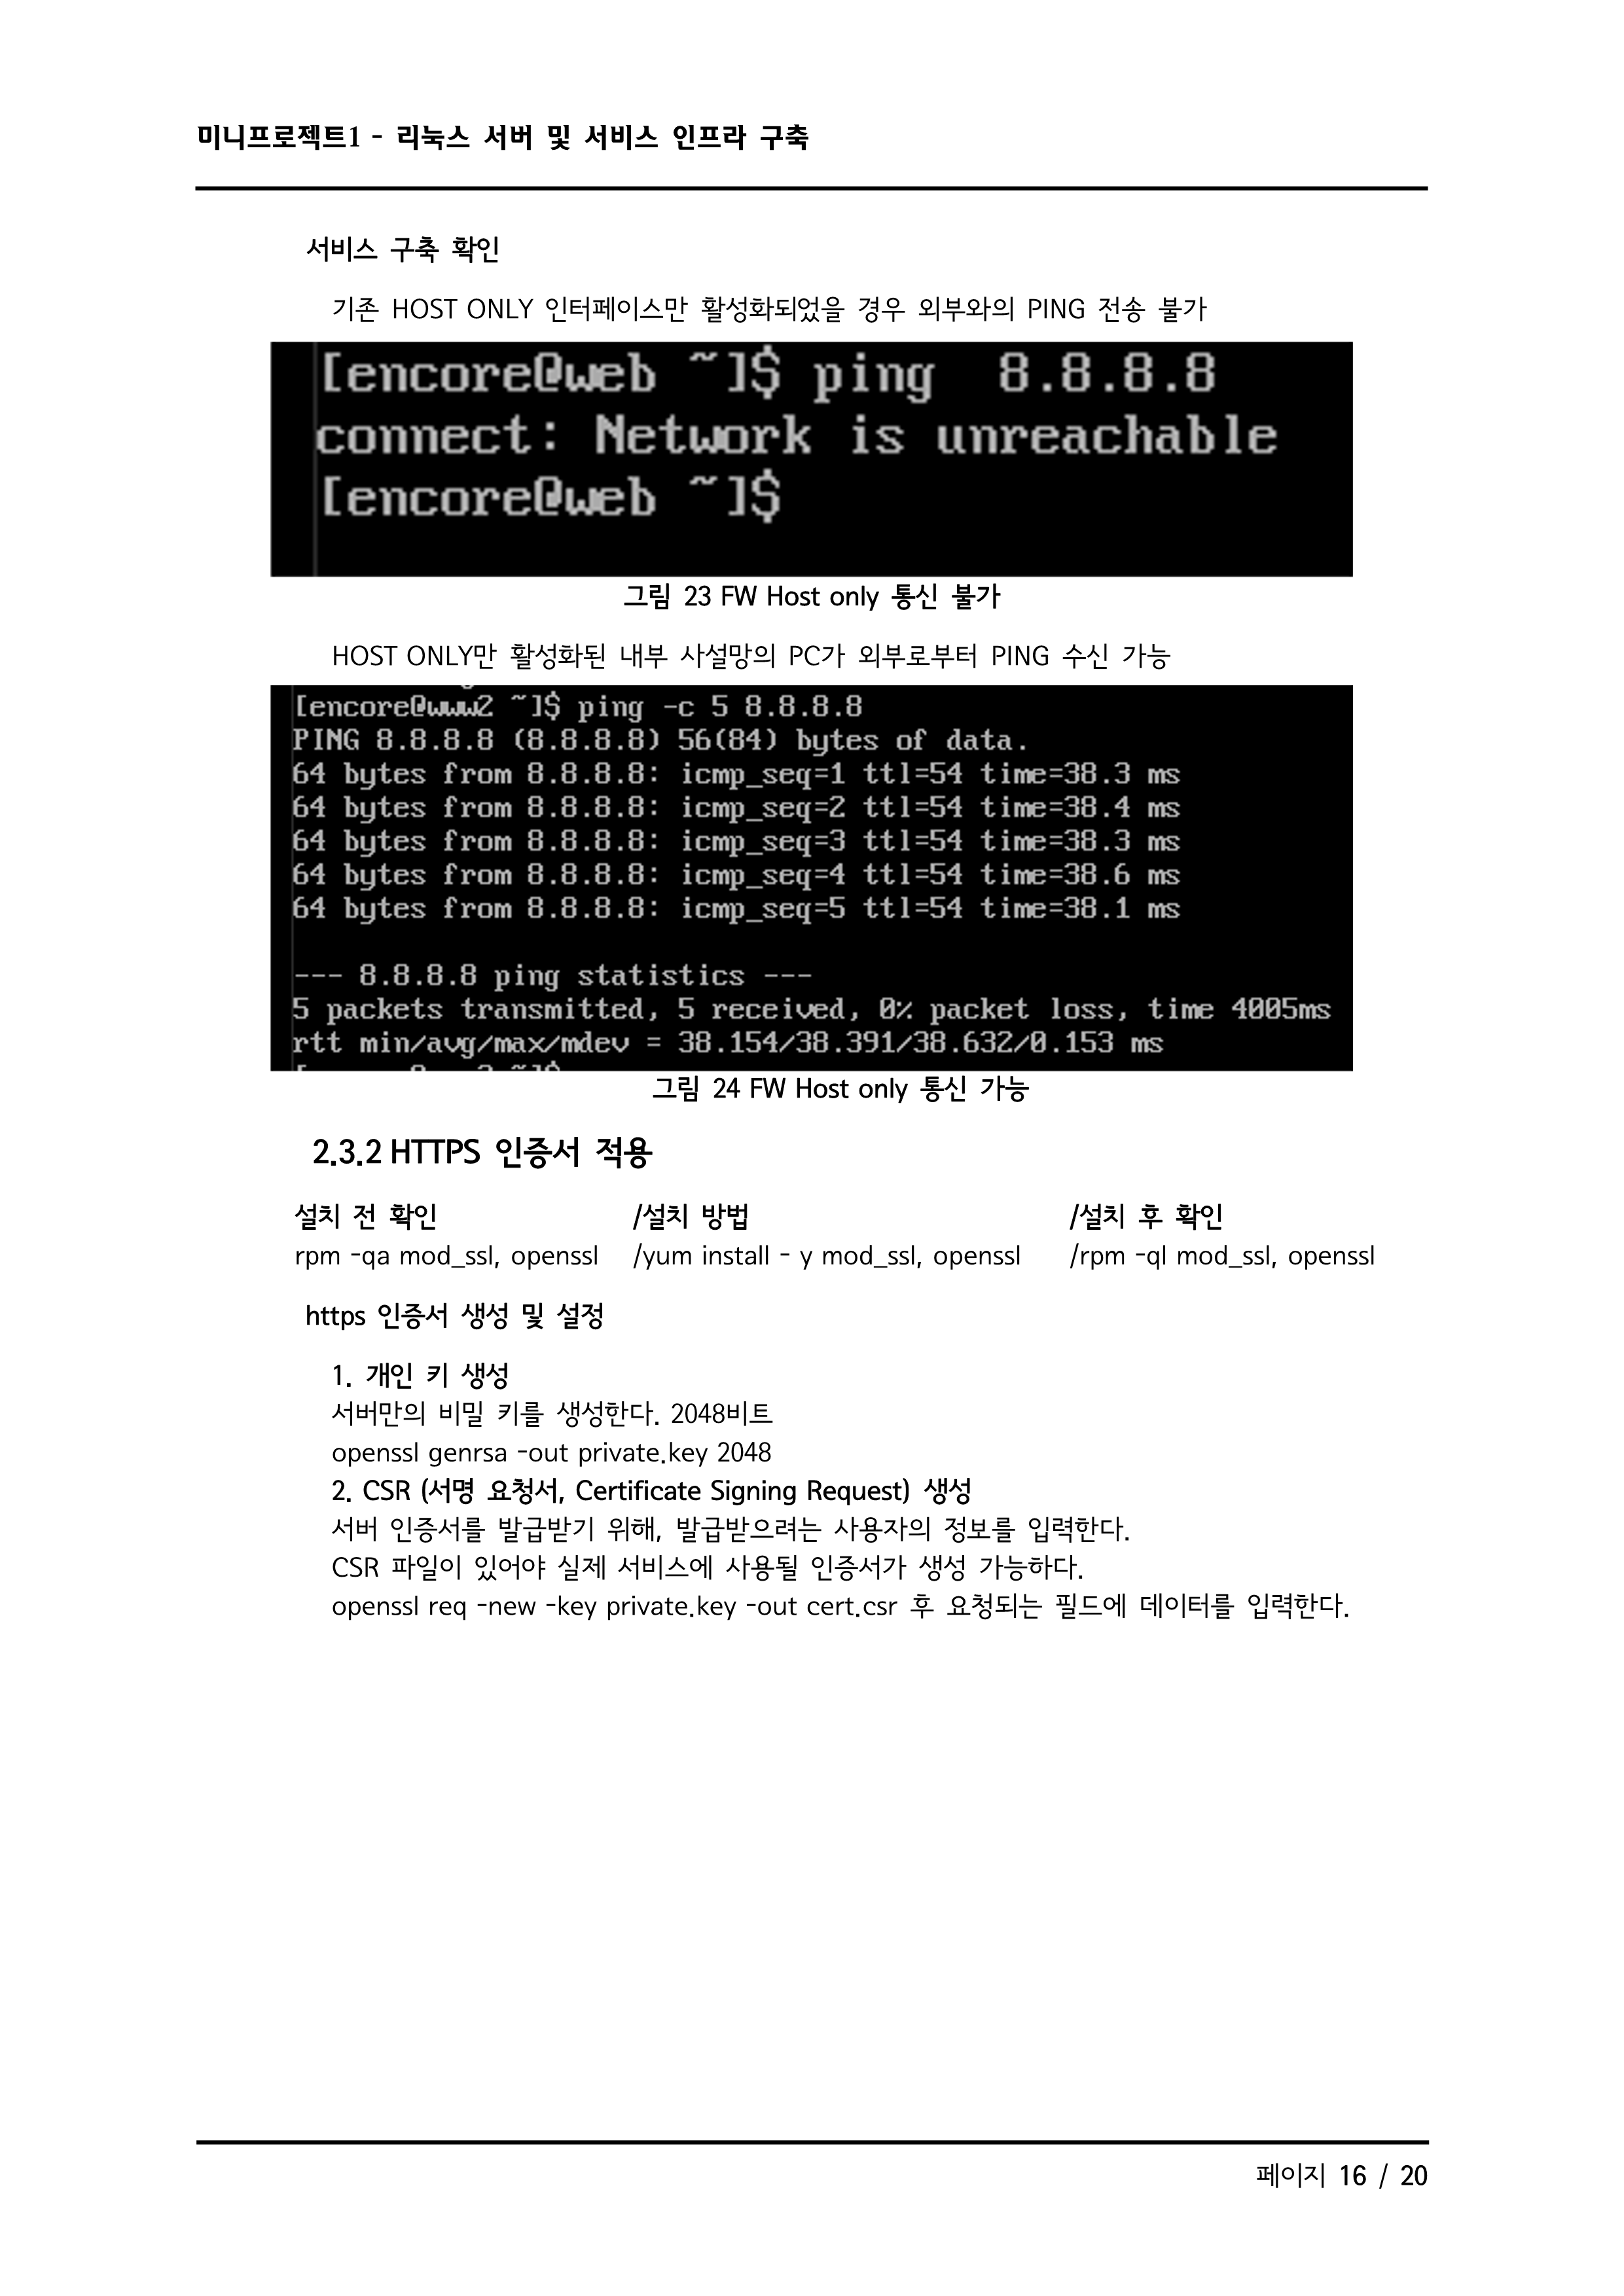 미니프로젝트1 - 리눅스 서버 및 서비스 인프라 구축
서비스 구축 확인
기존 HOST ONLY 인터페이스만 활성화되었을 경우 외부와의 PING 전송 불가
[encore@web ~]$ ping  8.8.8.8
connect: Network is unreachable
[encore@web ~]$
그림 23 FW Host only 통신 불가
HOST ONLY만 활성화된 내부 사설망의 PC가 외부로부터 PING 수신 가능
[encore@www2 ~]$ ping -c 5 8.8.8.8
PING 8.8.8.8 (8.8.8.8) 56(84) bytes of data.
64 bytes from 8.8.8.8: icmp_seq=1 ttl=54 time=38.3 ms
64 bytes from 8.8.8.8: icmp_seq=2 ttl=54 time=38.4 ms
64 bytes from 8.8.8.8: icmp_seq=3 ttl=54 time=38.3 ms
64 bytes from 8.8.8.8: icmp_seq=4 ttl=54 time=38.6 ms
64 bytes from 8.8.8.8: icmp_seq=5 ttl=54 time=38.1 ms
--- 8.8.8.8 ping statistics ---
5 packets transmitted, 5 received, 0% packet loss, time 4005ms
rtt min/avg/max/mdev = 38.154/38.391/38.632/0.153 ms
그림 24 FW Host only 통신 가능
2.3.2 HTTPS 인증서 적용
설치 전 확인 /설치 방법 /설치 후 확인
rpm -qa mod_ssl, openssl /yum install - y mod_ssl, openssl /rpm -ql mod_ssl, openssl
https 인증서 생성 및 설정
1. 개인 키 생성
서버만의 비밀 키를 생성한다. 2048비트
openssl genrsa -out private.key 2048
2. CSR (서명 요청서, Certificate Signing Request) 생성
서버 인증서를 발급받기 위해, 발급받으려는 사용자의 정보를 입력한다.
CSR 파일이 있어야 실제 서비스에 사용될 인증서가 생성 가능하다.
openssl req -new -key private.key -out cert.csr 후 요청되는 필드에 데이터를 입력한다.
페이지 16 / 20